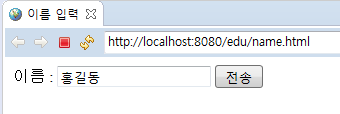 이름 입력
http://localhost:8080/edu/name.html
이름 : 홍길동 전송